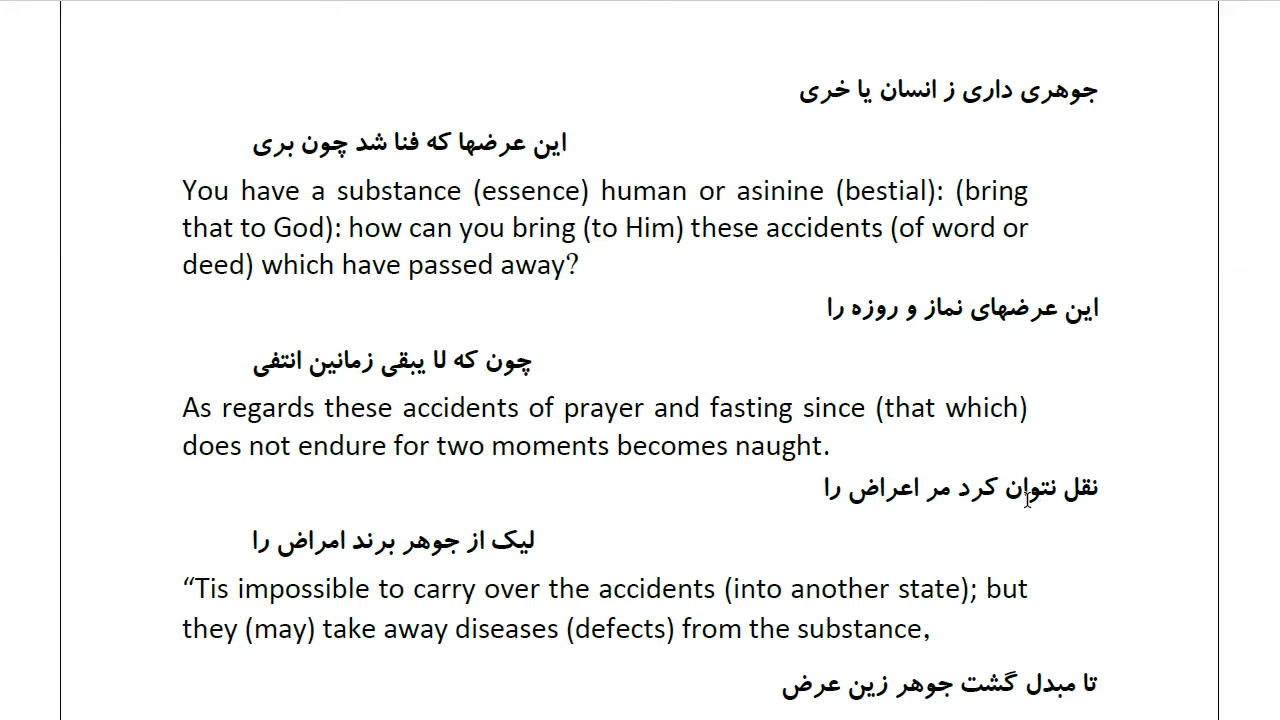 جوهری داری ز انسان یا خری
این عرضها که فنا شد چون بری
You have a substance (essence) human or asinine (bestial): (bring
that to God): how can you bring (to Him) these accidents (of word or
deed) which have passed away?
این عرضهای نماز و روزه را
چون که لا یبقی زمانین انتفی
As regards these accidents of prayer and fasting since (that which)
does not endure for two moments becomes naught.
نقل نتوان کرد مر اعراض را
لیک از جوهر برند امراض را
“Tis impossible to carry over the accidents (into another state); but
they (may) take away diseases (defects) from the substance,
تا مبدل گشت جوهر زین عرض